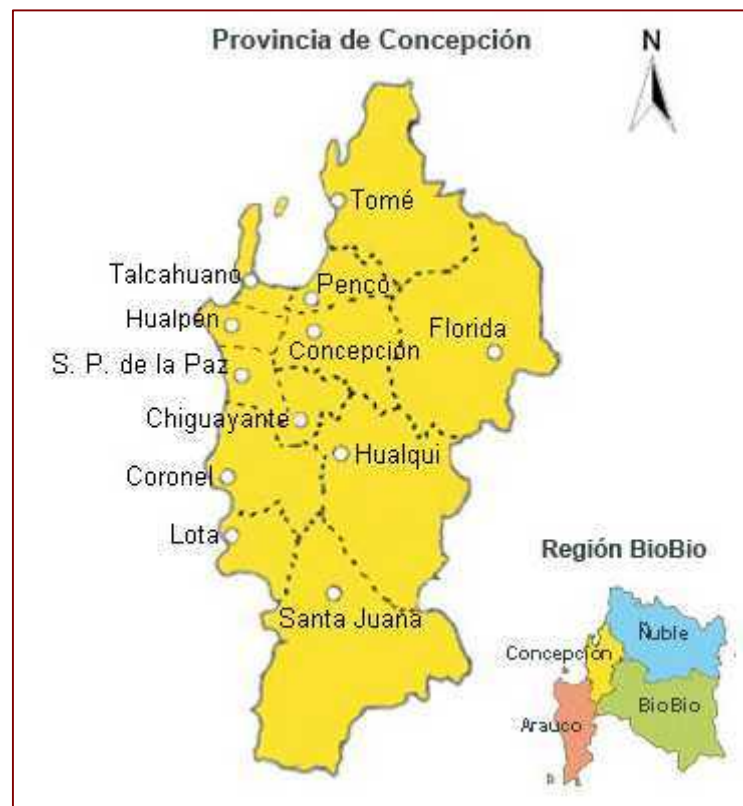 Provincia de Concepción
N
Tomé
Talcahuano
Penco
Hualpén
Concepción
Florida
S. P. de la Paz
Chiguayante
Hualqui
Coronel
Lota
Santa Juana
Región BioBio
Ñuble
Concepción
BioBio
Arauco